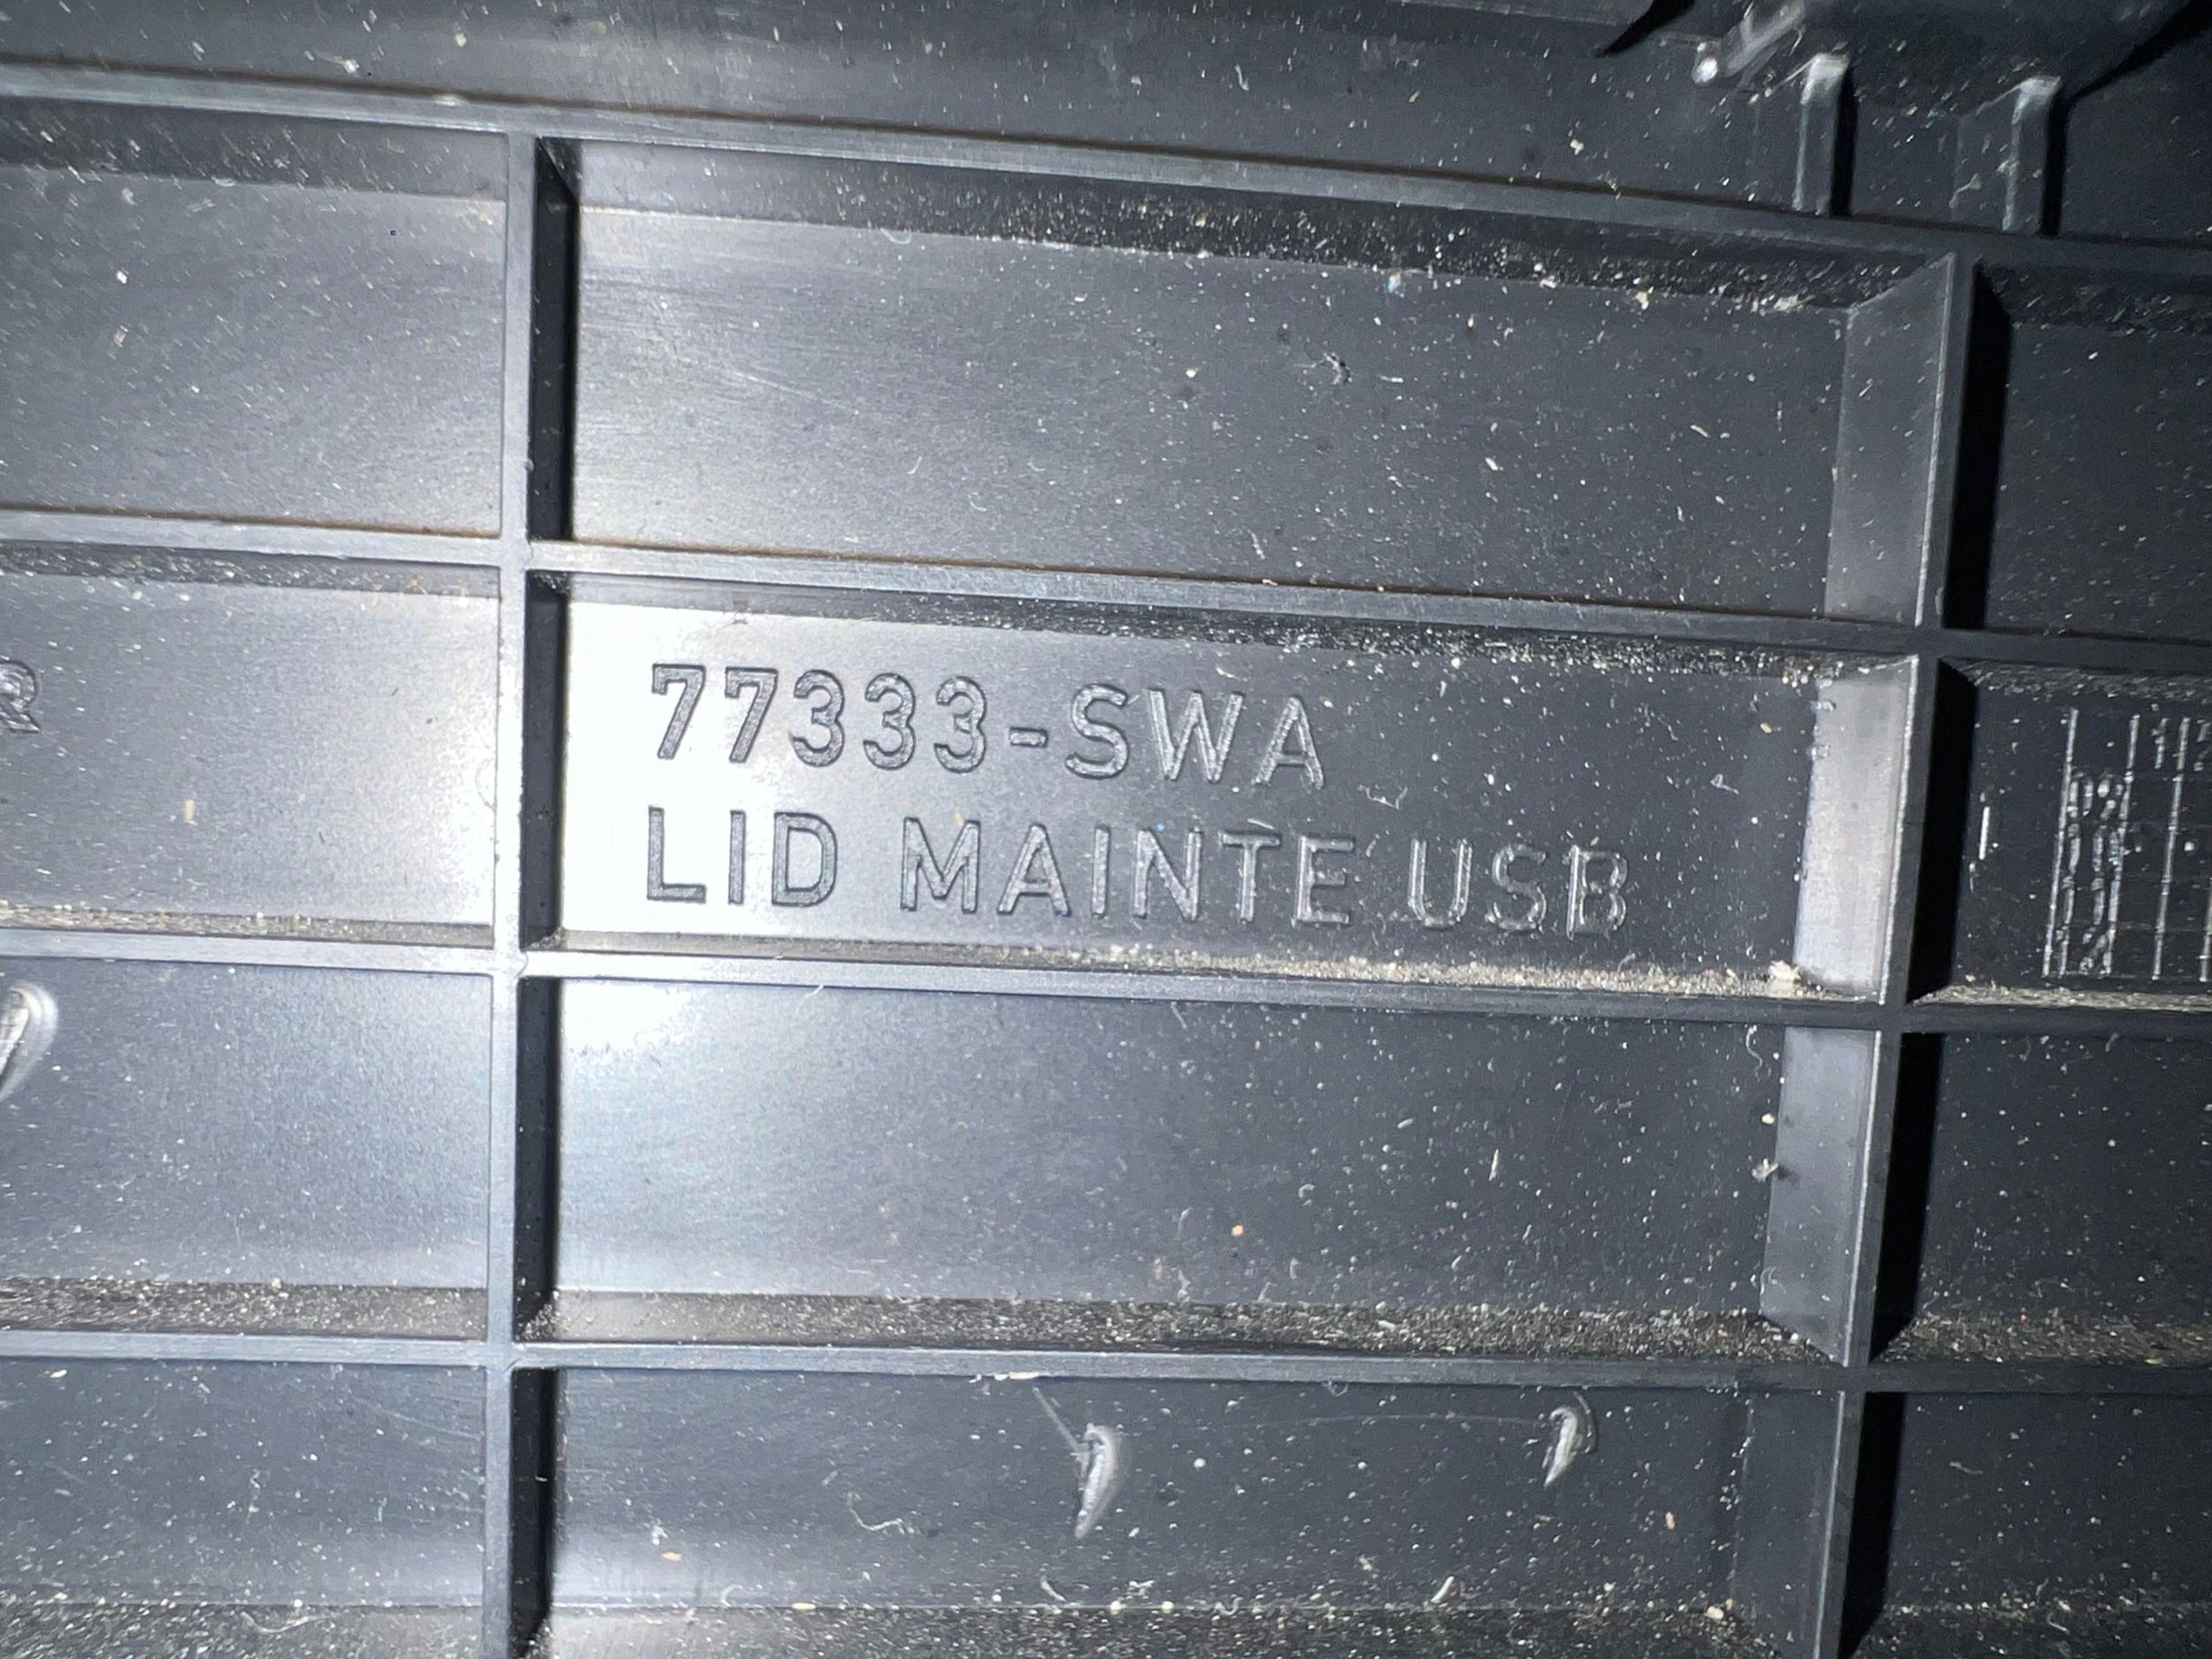 77333-SWA
LID MAINTE USB